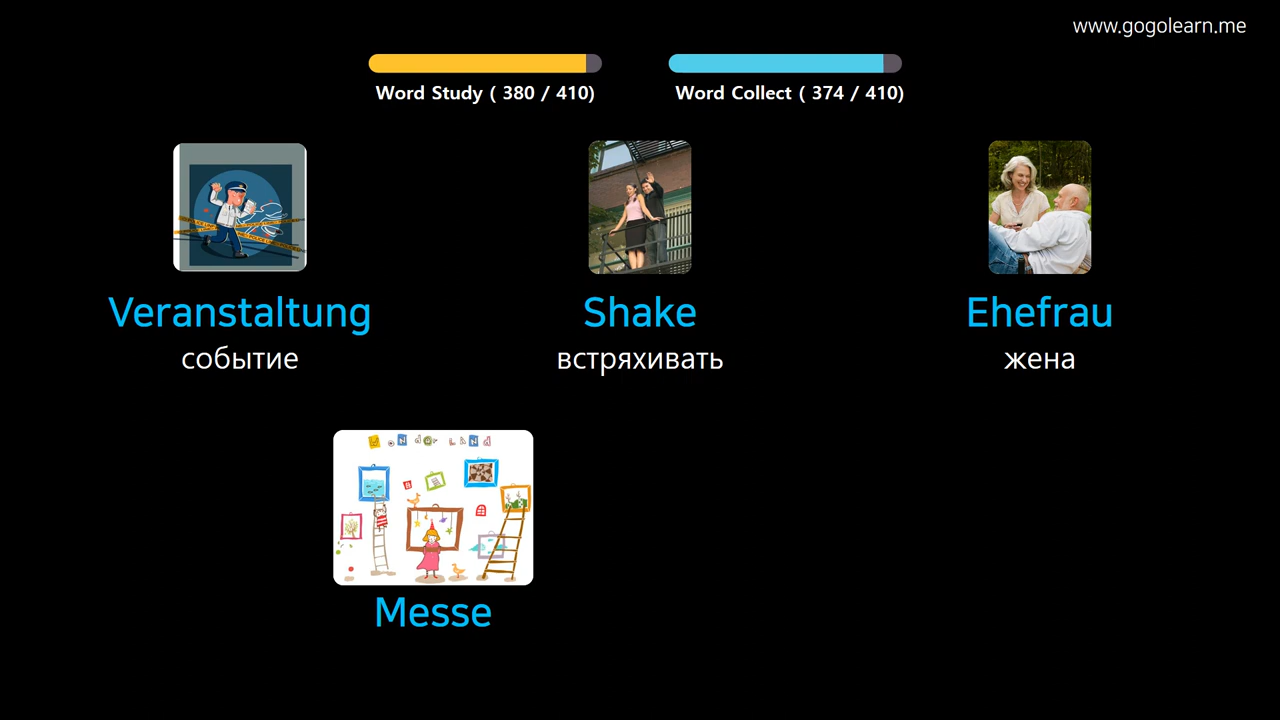 www.gogolearn.me
Word Study ( 380 / 410)
Word Collect ( 374 / 410)
Veranstaltung
событие
Shake
встряхивать
Ehefrau
жена
Messe